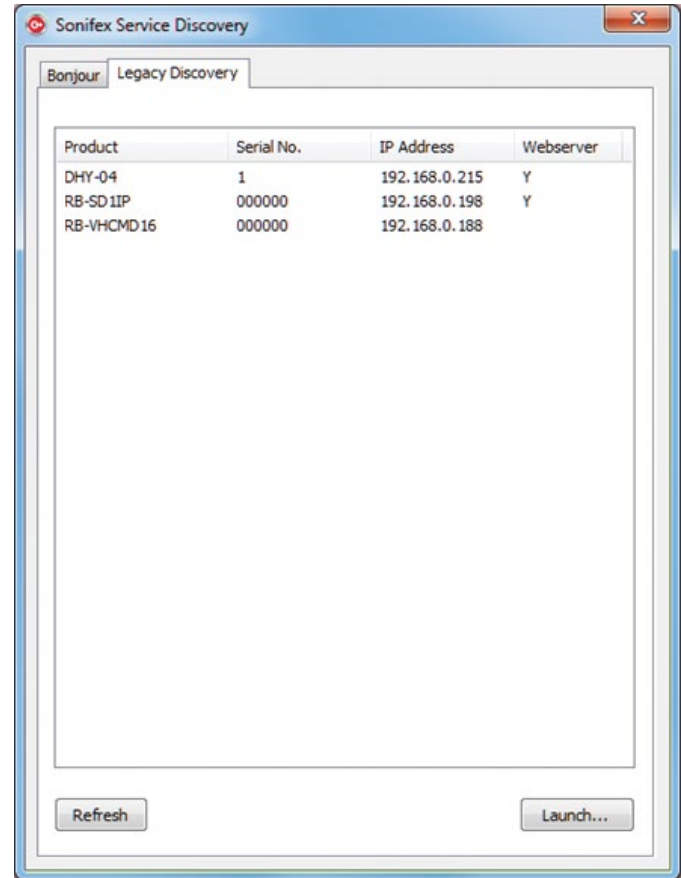 Sonifex Service Discovery
Bonjour Legacy Discovery
Product Serial No. IP Address Webserver
DHY-04 1 192.168.0.215 Y
RB-SD1IP 000000 192.168.0.198 Y
RB-VHCMD16 000000 192.168.0.188
Refresh Launch...